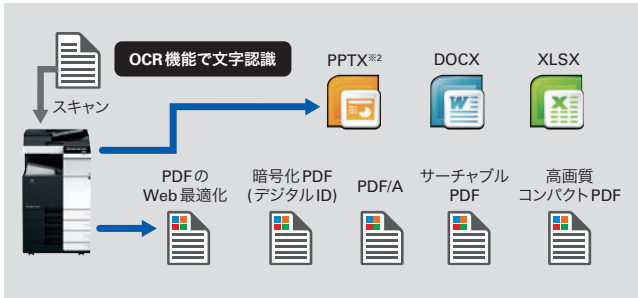 OCR機能で文字認識
スキャン
PPTX※2
DOCX
XLSX
PDFの
Web最適化
暗号化PDF
(デジタルID)
PDF/A
サーチャブル
PDF
高画質
コンパクトPDF